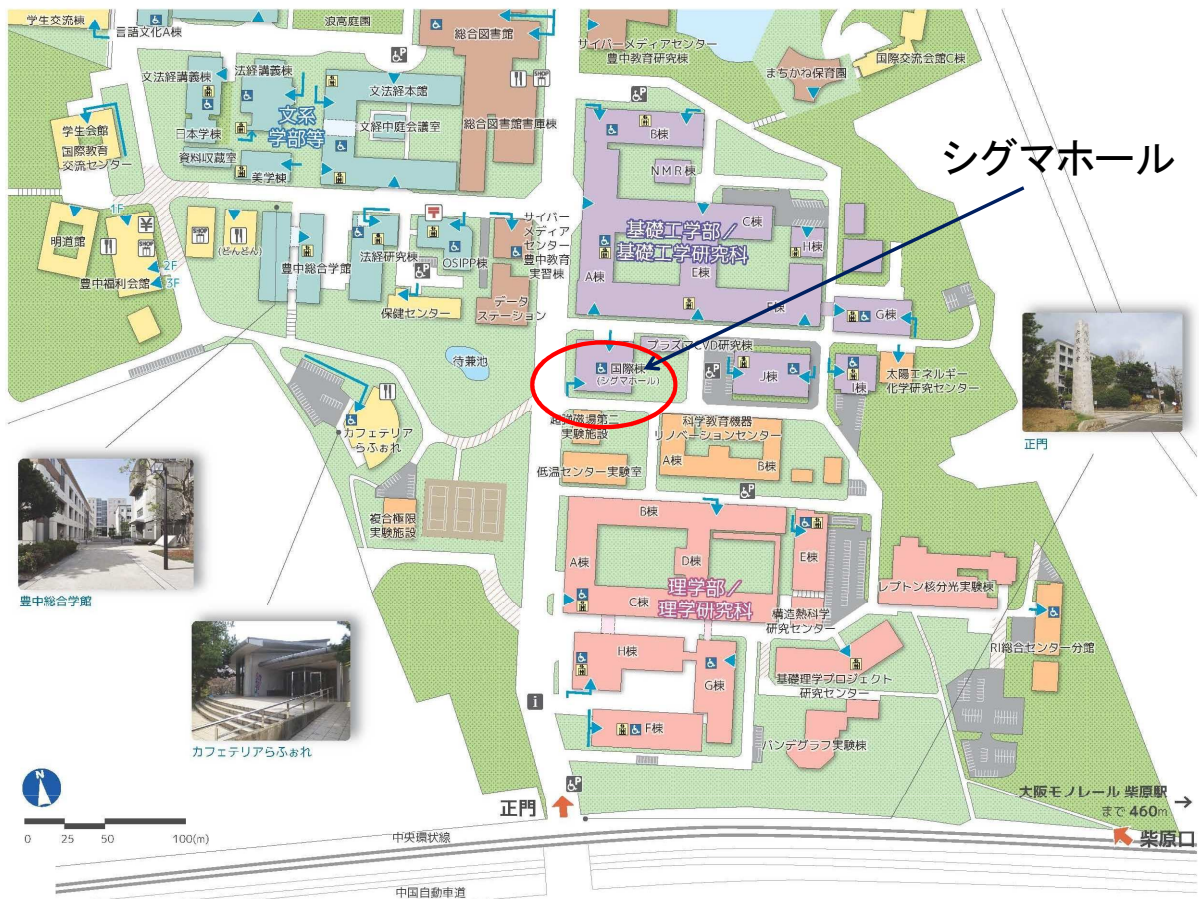 学生交流棟
言語文化A棟
浪高庭園
総合図書館
サイバーメディアセンター
豊中教育研究棟
まちかね保育園
国際交流会館C棟
文法経講義棟
法経講義棟
文法経本館
文系
学部等
文経中庭会議室
総合図書館書庫棟
SHOP
日本学棟
資料収蔵室
美学棟
学生会館
国際教育
交流センター
B棟
NMR棟
シグマホール
C棟
H棟
基礎工学部/
基礎工学研究科
A棟
E棟
F棟
G棟
1F
明道館
SHOP
2F
3F
豊中福利会館
SHOP
(どんどん)
豊中総合学館
法経研究棟
OSIPP棟
サイバー
メディア
センター
豊中教育
実習棟
保健センター
データ
ステーション
待兼池
プラズマCVD研究棟
国際棟
(シグマホール)
J棟
I棟
太陽エネルギー
化学研究センター
正門
超強磁場第二
実験施設
科学教育機器
リノベーションセンター
A棟
B棟
低温センター実験室
カフェテリア
らふぉれ
複合極限
実験施設
豊中総合学館
B棟
A棟
D棟
E棟
C棟
理学部/
理学研究科
構造熱科学
研究センター
レプトン核分光実験棟
RI総合センター分館
H棟
G棟
F棟
基礎理学プロジェクト
研究センター
バンデグラフ実験棟
カフェテリアらふぉれ
i
N
0 25 50 100(m)
正門
大阪モノレール 柴原駅
まで 460m
柴原口
中央環状線
中国自動車道